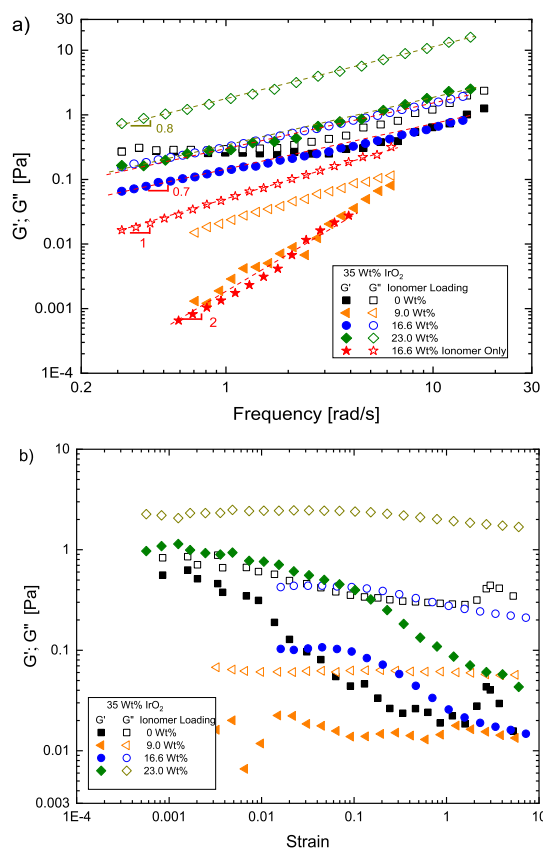 a)
30
10
1
0.1
0.01
0.001
1E-4
G'; G" [Pa]
0.8
0.7
1
2
35 Wt% IrO₂
G' G" Ionomer Loading
0 Wt%
9.0 Wt%
16.6 Wt%
23.0 Wt%
16.6 Wt% Ionomer Only
0.2 1 10 30
Frequency [rad/s]
b)
10
1
0.1
0.01
0.003
G'; G" [Pa]
35 Wt% IrO₂
G' G" Ionomer Loading
0 Wt%
9.0 Wt%
16.6 Wt%
23.0 Wt%
1E-4 0.001 0.01 0.1 1 10
Strain